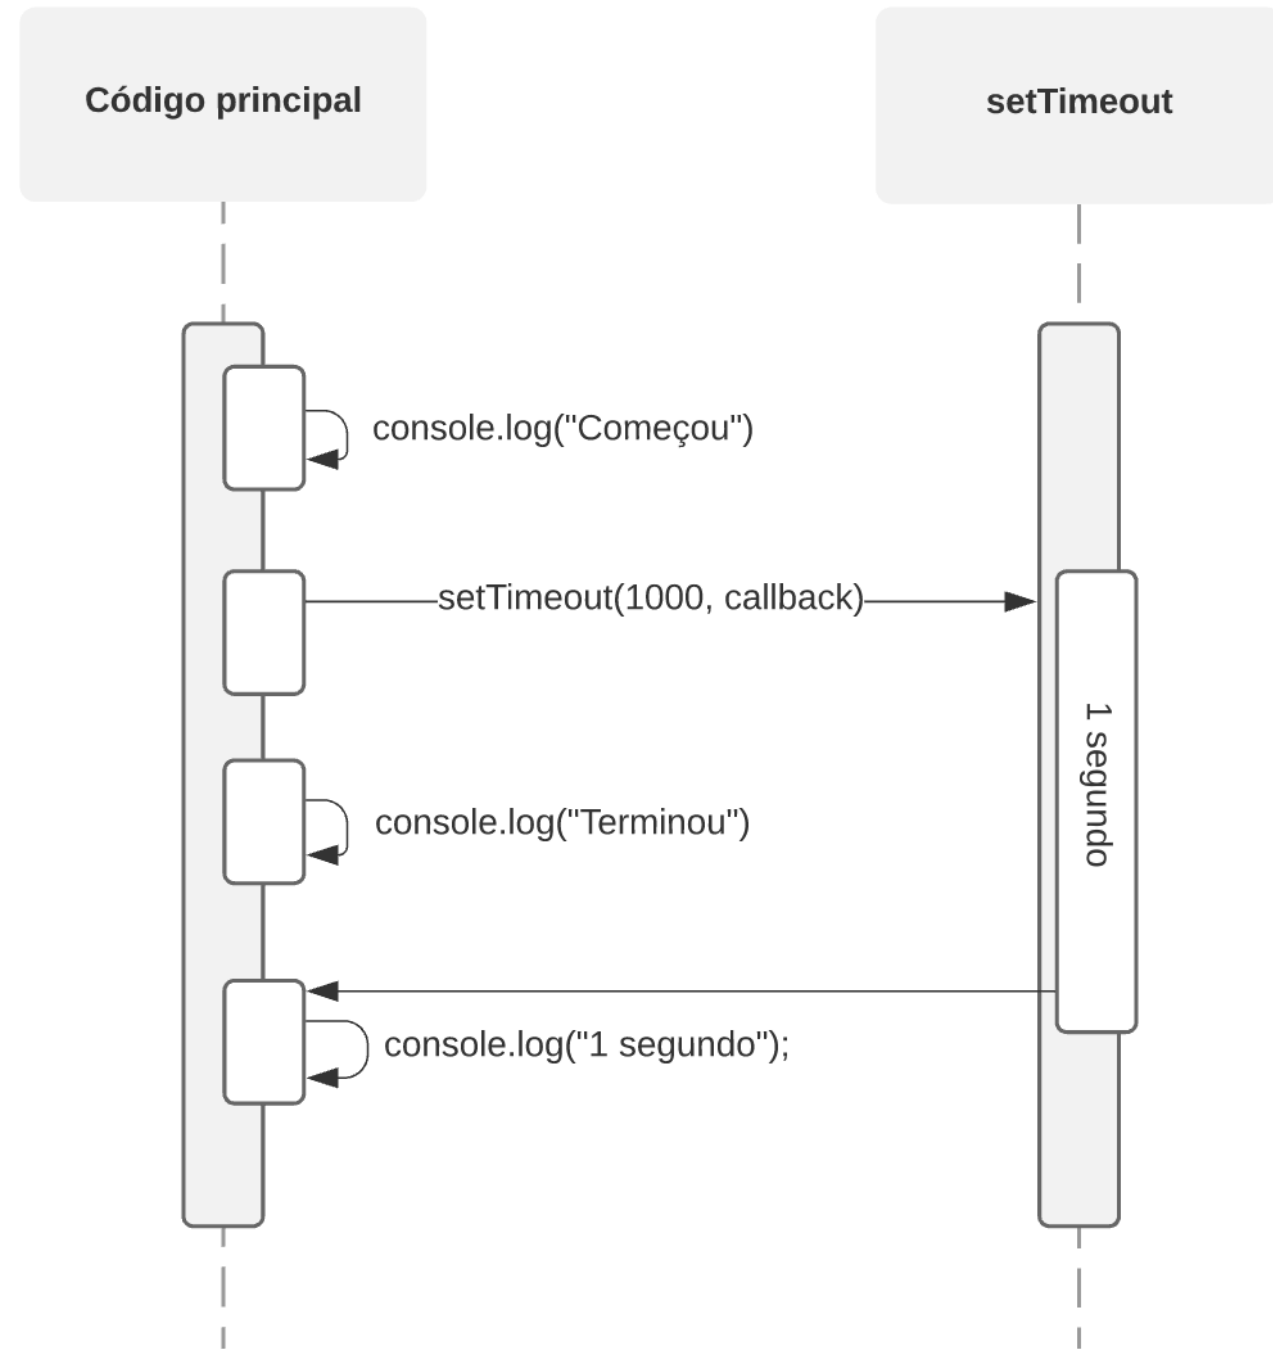 Código principal
setTimeout
console.log("Começou")
setTimeout(1000, callback)
1 segundo
console.log("Terminou")
console.log("1 segundo");